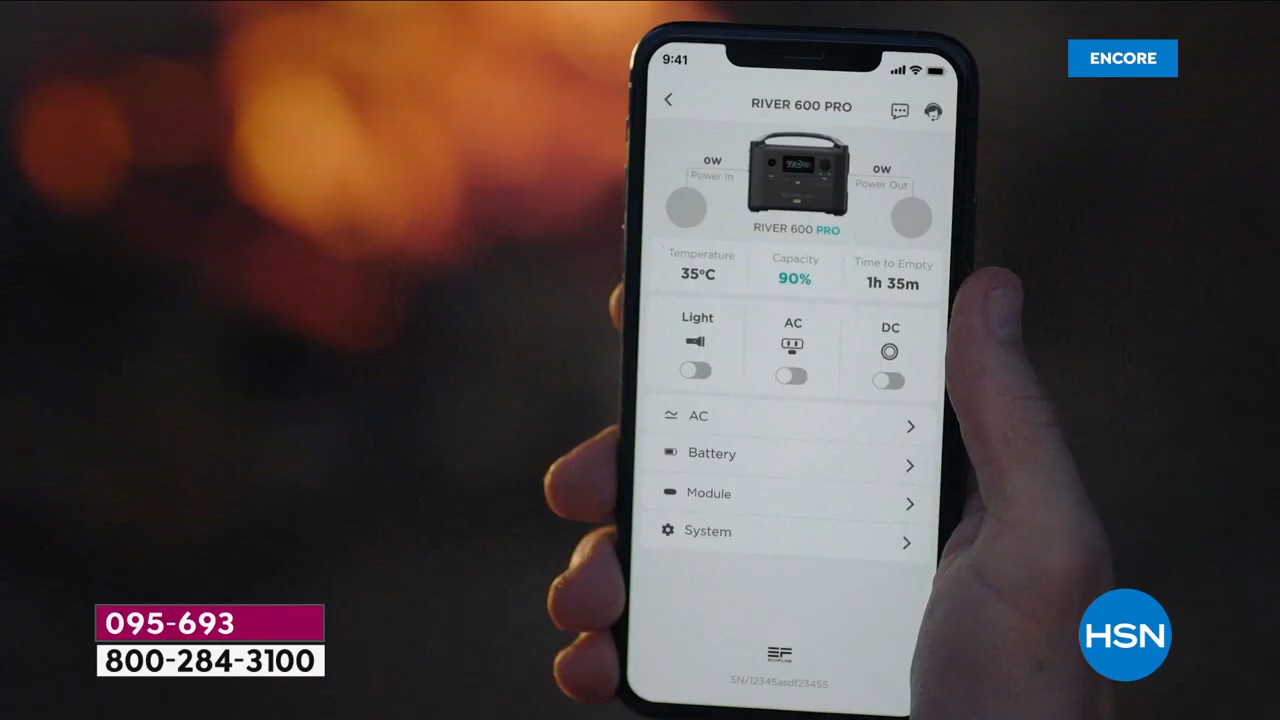 ENCORE
9:41
RIVER 600 PRO
0W
Power In
0W
Power Out
RIVER 600 PRO
Temperature
Capacity
Time to Empty
35°C
90%
1h 35m
Light
AC
DC
AC
Battery
Module
System
EF
ECOFLOW
SN/12345asdf23455
095-693
800-284-3100
HSN